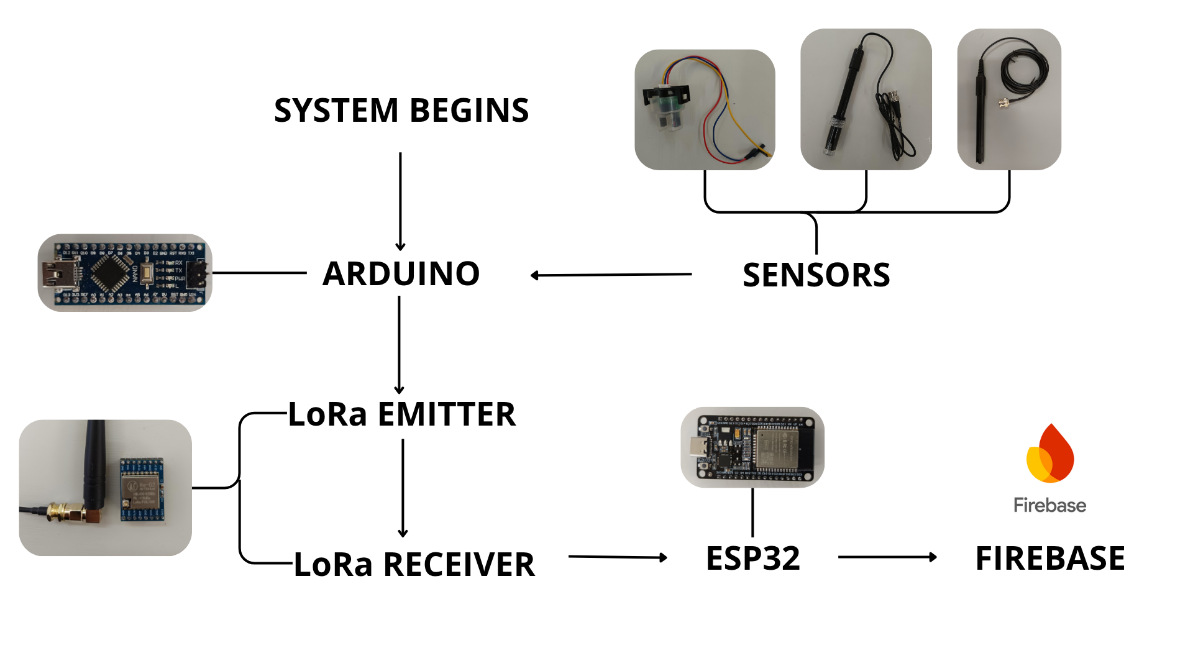 SYSTEM BEGINS
ARDUINO
SENSORS
LoRa EMITTER
LoRa RECEIVER
ESP32
Firebase
FIREBASE